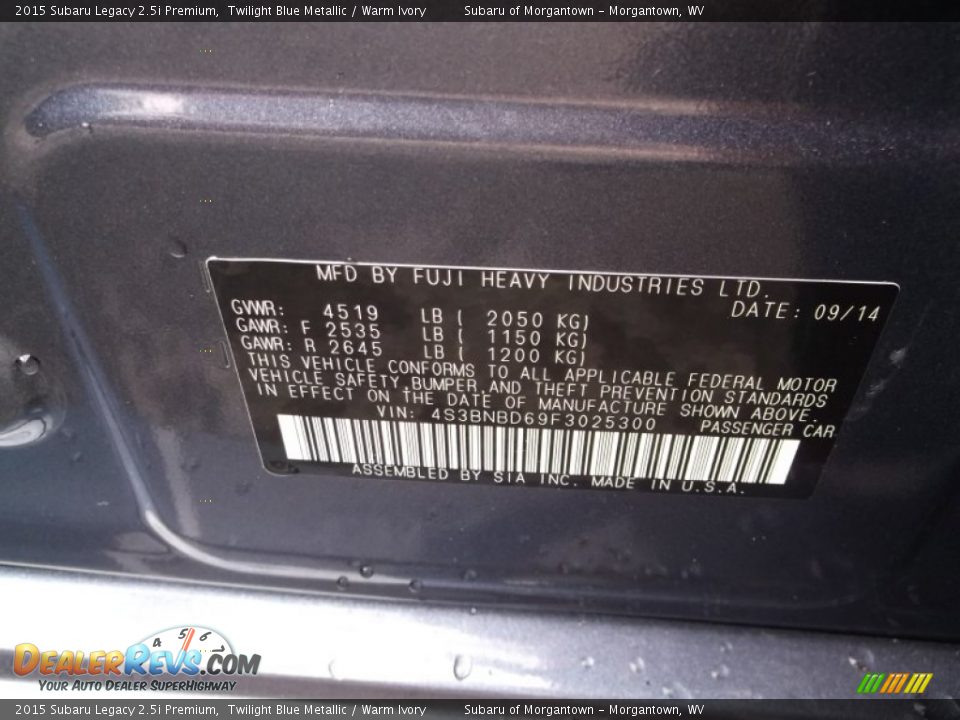 2015 Subaru Legacy 2.5i Premium, Twilight Blue Metallic / Warm Ivory Subaru of Morgantown - Morgantown, WV
MFD BY FUJI HEAVY INDUSTRIES LTD.
GVWR: 4519 LB ( 2050 KG) DATE: 09/14
GAWR: F 2535 LB ( 1150 KG)
GAWR: R 2645 LB ( 1200 KG)
THIS VEHICLE CONFORMS TO ALL APPLICABLE FEDERAL MOTOR
VEHICLE SAFETY,BUMPER,AND THEFT PREVENTION STANDARDS
IN EFFECT ON THE DATE OF MANUFACTURE SHOWN ABOVE.
VIN: 4S3BNBD69F3025300 PASSENGER CAR
ASSEMBLED BY SIA INC. MADE IN U.S.A.
4 5 6
DealerRevs.com
Your Auto Dealer SuperHighway
2015 Subaru Legacy 2.5i Premium, Twilight Blue Metallic / Warm Ivory Subaru of Morgantown - Morgantown, WV